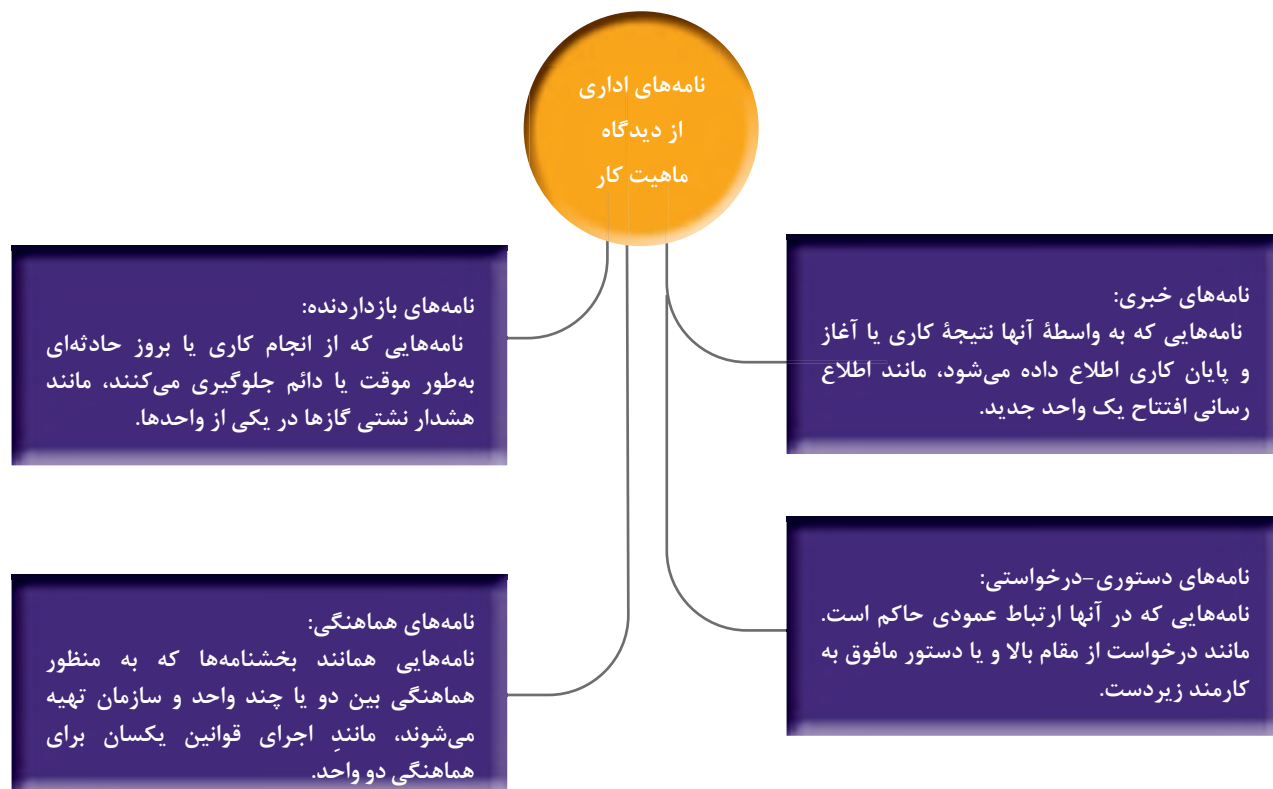 نامه‌های اداری
از دیدگاه
ماهیت کار
نامه‌های خبری:
نامه‌هایی که به واسطهٔ آنها نتیجهٔ کاری یا آغاز
و پایان کاری اطلاع داده می‌شود، مانند اطلاع
رسانی افتتاح یک واحد جدید.
نامه‌های بازداردنده:
نامه‌هایی که از انجام کاری یا بروز حادثه‌ای
به‌طور موقت یا دائم جلوگیری می‌کنند، مانند
هشدار نشتی گازها در یکی از واحدها.
نامه‌های دستوری-درخواستی:
نامه‌هایی که در آنها ارتباط عمودی حاکم است.
مانند درخواست از مقام بالا و یا دستور مافوق به
کارمند زیردست.
نامه‌های هماهنگی:
نامه‌هایی همانند بخشنامه‌ها که به منظور
هماهنگی بین دو یا چند واحد و سازمان تهیه
می‌شوند، مانندِ اجرای قوانین یکسان برای
هماهنگی دو واحد.